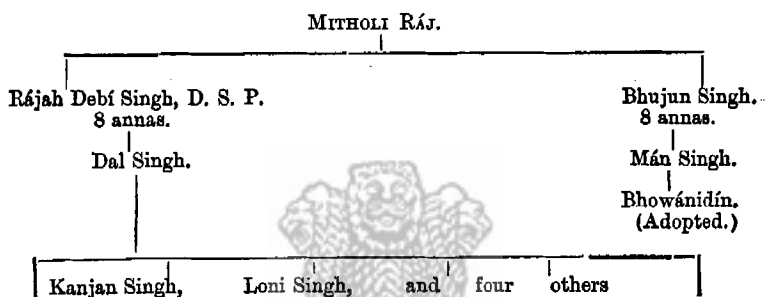 MITHOLI RÁJ.
Rájah Debí Singh, D. S. P. Bhujun Singh.
8 annas. 8 annas.
Dal Singh. Mán Singh.
Bhowánidín.
(Adopted.)
Kanjan Singh, Loni Singh, and four others